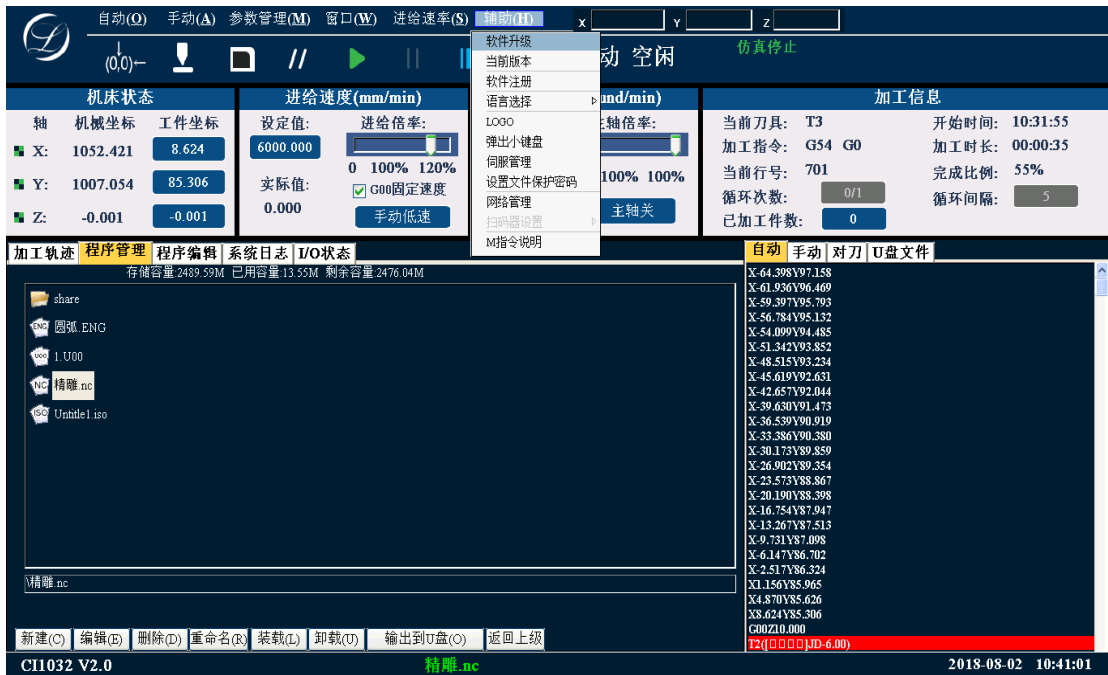 自动(O) 手动(A) 参数管理(M) 窗口(W) 进给速率(S) 辅助(H) X Y Z
(0,0)
动 空闲
仿真停止
软件升级
当前版本
软件注册
语言选择
LOGO
弹出小键盘
伺服管理
设置文件保护密码
网络管理
扫码器设置
M指令说明
机床状态
轴 机械坐标 工件坐标
X: 1052.421 8.624
Y: 1007.054 85.306
Z: -0.001 -0.001
进给速度(mm/min)
设定值: 进给倍率:
6000.000
0 100% 120%
实际值: G00固定速度
0.000 手动低速
und/min)
轴倍率:
100% 100%
主轴关
加工信息
当前刀具: T3 开始时间: 10:31:55
加工指令: G54 G0 加工时长: 00:00:35
当前行号: 701 完成比例: 55%
循环次数: 0/1 循环间隔: 5
已加工件数: 0
加工轨迹 程序管理 程序编辑 系统日志 I/O状态
存储容量:2489.59M 已用容量:13.55M 剩余容量:2476.04M
share
ENG 圆弧.ENG
U00 1.U00
NC 精雕.nc
ISO Untitle1.iso
\精雕.nc
新建(C) 编辑(E) 删除(D) 重命名(R) 装载(L) 卸载(U) 输出到U盘(O) 返回上级
自动 手动 对刀 U盘文件
X-64.398Y97.158
X-61.936Y96.469
X-59.397Y95.793
X-56.784Y95.132
X-54.099Y94.485
X-51.342Y93.852
X-48.515Y93.234
X-45.619Y92.631
X-42.657Y92.044
X-39.630Y91.473
X-36.539Y90.919
X-33.386Y90.380
X-30.173Y89.859
X-26.902Y89.354
X-23.573Y88.867
X-20.190Y88.398
X-16.754Y87.947
X-13.267Y87.513
X-9.731Y87.098
X-6.147Y86.702
X-2.517Y86.324
X1.156Y85.965
X4.870Y85.626
X8.624Y85.306
G00Z10.000
T2([□□□□]JD-6.00)
CI1032 V2.0 精雕.nc 2018-08-02 10:41:01